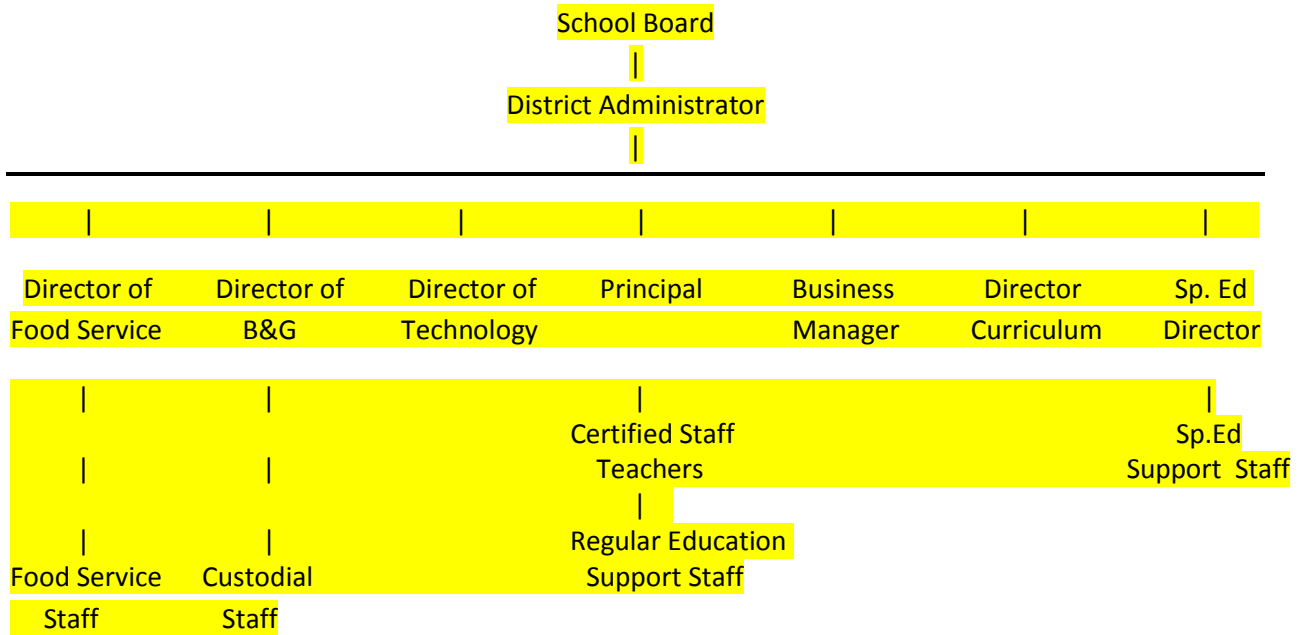 School Board
|
District Administrator
|
| | | | | | |
Director of Director of Director of Principal Business Director Sp. Ed
Food Service B&G Technology Manager Curriculum Director
| | | |
Certified Staff Sp.Ed
| | Teachers Support Staff
|
| | Regular Education
Food Service Custodial Support Staff
Staff Staff